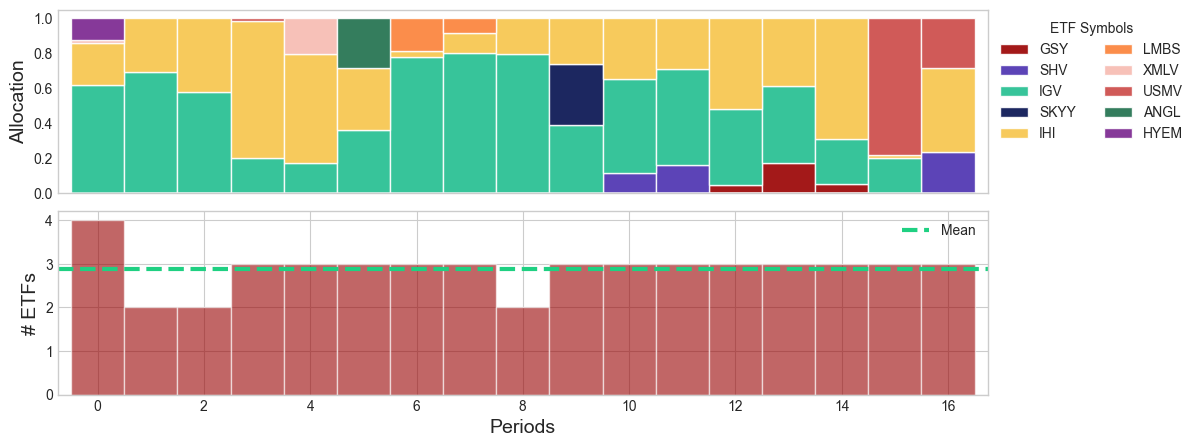 1.0
0.8
0.6
0.4
0.2
0.0
Allocation
ETF Symbols
GSY LMBS
SHV XMLV
IGV USMV
SKYY ANGL
IHI HYEM
4
3
2
1
0
# ETFs
Mean
0 2 4 6 8 10 12 14 16
Periods